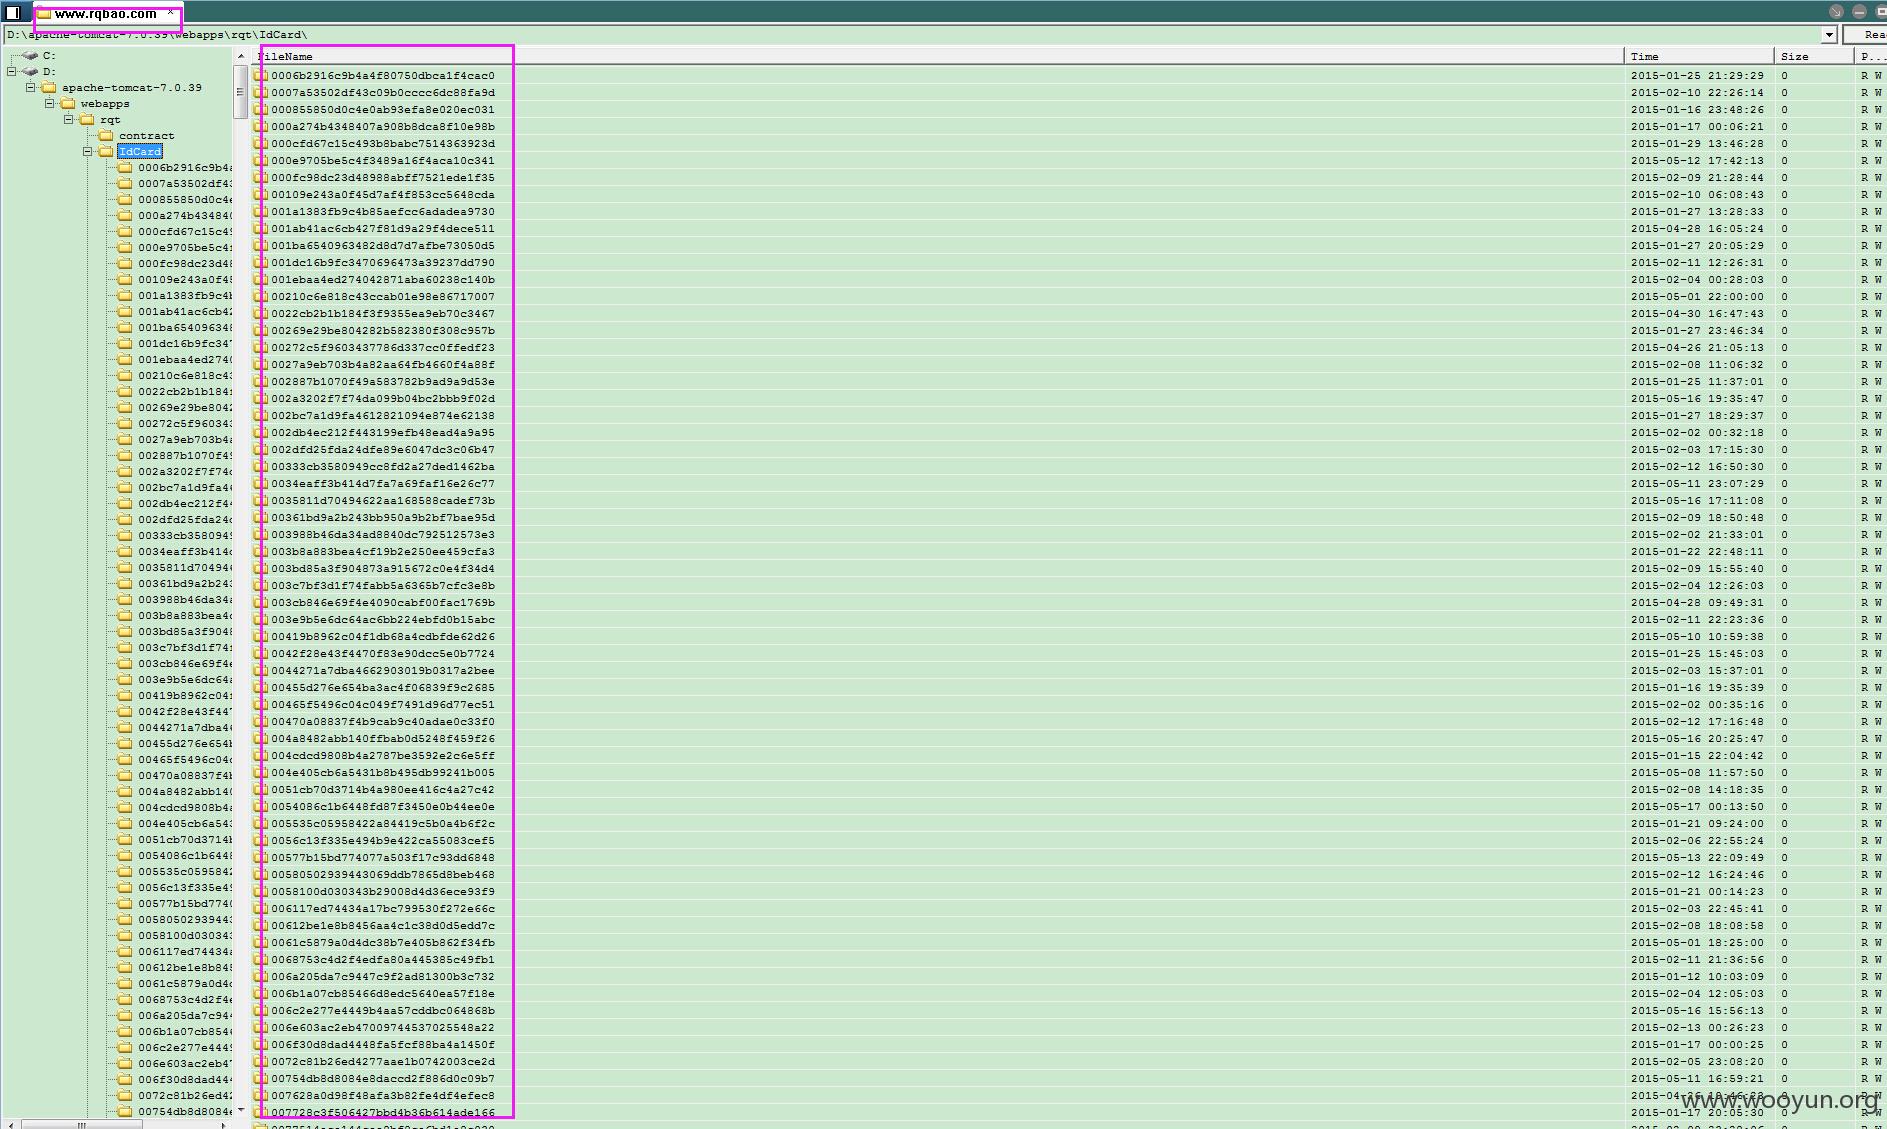 www.rqbao.com ×
D:\apache-tomcat-7.0.39\webapps\rqt\IdCard\
Read
C:
D:
apache-tomcat-7.0.39
webapps
rqt
contract
IdCard
FileName Time Size P...
0006b2916c9b4a4f80750dbca1f4cac0 2015-01-25 21:29:29 0 R W
0007a53502df43c09b0cccc6dc88fa9d 2015-02-10 22:26:14 0 R W
000855850d0c4e0ab93efa8e020ec031 2015-01-16 23:48:26 0 R W
000a274b4348407a908b8dca8f10e98b 2015-01-17 00:06:21 0 R W
000cfd67c15c493b8babc7514363923d 2015-01-29 13:46:28 0 R W
000e9705be5c4f3489a16f4aca10c341 2015-05-12 17:42:13 0 R W
000fc98dc23d48988abff7521ede1f35 2015-02-09 21:28:44 0 R W
00109e243a0f45d7af4f853cc5648cda 2015-02-10 06:08:43 0 R W
001a1383fb9c4b85aefcc6adadea9730 2015-01-27 13:28:33 0 R W
001ab41ac6cb427f81d9a29f4dece511 2015-04-28 16:05:24 0 R W
001ba6540963482d8d7d7afbe73050d5 2015-01-27 20:05:29 0 R W
001dc16b9fc3470696473a39237dd790 2015-02-11 12:26:31 0 R W
001ebaa4ed274042871aba60238c140b 2015-02-04 00:28:03 0 R W
00210c6e818c43ccab01e98e86717007 2015-05-01 22:00:00 0 R W
0022cb2b1b184f3f9355ea9eb70c3467 2015-04-30 16:47:43 0 R W
00269e29be804282b582380f308c957b 2015-01-27 23:46:34 0 R W
00272c5f9603437786d337cc0ffedf23 2015-04-26 21:05:13 0 R W
0027a9eb703b4a82aa64fb4660f4a88f 2015-02-08 11:06:32 0 R W
002887b1070f49a583782b9ad9a9d53e 2015-01-25 11:37:01 0 R W
002a3202f7f74da099b04bc2bbb9f02d 2015-05-16 19:35:47 0 R W
002bc7a1d9fa4612821094e874e62138 2015-01-27 18:29:37 0 R W
002db4ec212f443199efb48ead4a9a95 2015-02-02 00:32:18 0 R W
002dfd25fda24dfe89e6047dc3c06b47 2015-02-03 17:15:30 0 R W
00333cb3580949cc8fd2a27ded1462ba 2015-02-12 16:50:30 0 R W
0034eaff3b414d7fa7a69faf16e26c77 2015-05-11 23:07:29 0 R W
0035811d70494622aa168588cadef73b 2015-05-16 17:11:08 0 R W
00361bd9a2b243bb950a9b2bf7bae95d 2015-02-09 18:50:48 0 R W
003988b46da34ad8840dc792512573e3 2015-02-02 21:33:01 0 R W
003b8a883bea4cf19b2e250ee459cfa3 2015-01-22 22:48:11 0 R W
003bd85a3f904873a915672c0e4f34d4 2015-02-09 15:55:40 0 R W
003c7bf3d1f74fabb5a6365b7cfc3e8b 2015-02-04 12:26:03 0 R W
003cb846e69f4e4090cabf00fac1769b 2015-04-28 09:49:31 0 R W
003e9b5e6dc64ac6bb224ebfd0b15abc 2015-02-11 22:23:36 0 R W
00419b8962c04f1db68a4cdbfde62d26 2015-05-10 10:59:38 0 R W
0042f28e43f4470f83e90dcc5e0b7724 2015-01-25 15:45:03 0 R W
0044271a7dba4662903019b0317a2bee 2015-02-03 15:37:01 0 R W
00455d276e654ba3ac4f06839f9c2685 2015-01-16 19:35:39 0 R W
00465f5496c04c049f7491d96d77ec51 2015-02-02 00:35:16 0 R W
00470a08837f4b9cab9c40adae0c33f0 2015-02-12 17:16:48 0 R W
004a8482abb140ffbab0d5248f459f26 2015-05-16 20:25:47 0 R W
004cdcd9808b4a2787be3592e2c6e5ff 2015-01-15 22:04:42 0 R W
004e405cb6a5431b8b495db99241b005 2015-05-08 11:57:50 0 R W
0051cb70d3714b4a980ee416c4a27c42 2015-02-08 14:18:35 0 R W
0054086c1b6448fd87f3450e0b44ee0e 2015-05-17 00:13:50 0 R W
005535c05958422a84419c5b0a4b6f2c 2015-01-21 09:24:00 0 R W
0056c13f335e494b9e422ca55083cef5 2015-02-06 22:55:24 0 R W
00577b15bd774077a503f17c93dd6848 2015-05-13 22:09:49 0 R W
00580502939443069ddb7865d8beb468 2015-02-12 16:24:46 0 R W
0058100d030343b29008d4d36ece93f9 2015-01-21 00:14:23 0 R W
006117ed74434a17bc799530f272e66c 2015-02-03 22:45:41 0 R W
00612be1e8b8456aa4c1c38d0d5edd7c 2015-02-08 18:08:58 0 R W
0061c5879a0d4dc38b7e405b862f34fb 2015-05-01 18:25:00 0 R W
0068753c4d2f4edfa80a445385c49fb1 2015-02-11 21:36:56 0 R W
006a205da7c9447c9f2ad81300b3c732 2015-01-12 10:03:09 0 R W
006b1a07cb85466d8edc5640ea57f18e 2015-02-04 12:05:03 0 R W
006c2e277e4449b4aa57cddbc064868b 2015-05-16 15:56:13 0 R W
006e603ac2eb47009744537025548a22 2015-02-13 00:26:23 0 R W
006f30d8dad4448fa5fcf88ba4a1450f 2015-01-17 00:00:25 0 R W
0072c81b26ed4277aae1b0742003ce2d 2015-02-05 23:08:20 0 R W
00754db8d8084e8daccd2f886d0c09b7 2015-05-11 16:59:21 0 R W
007628a0d98f48afa3b82fe4df4efec8
007728c3f506427bbd4b36b614ade166 2015-01-17 20:05:30 0 R W
www.wooyun.org